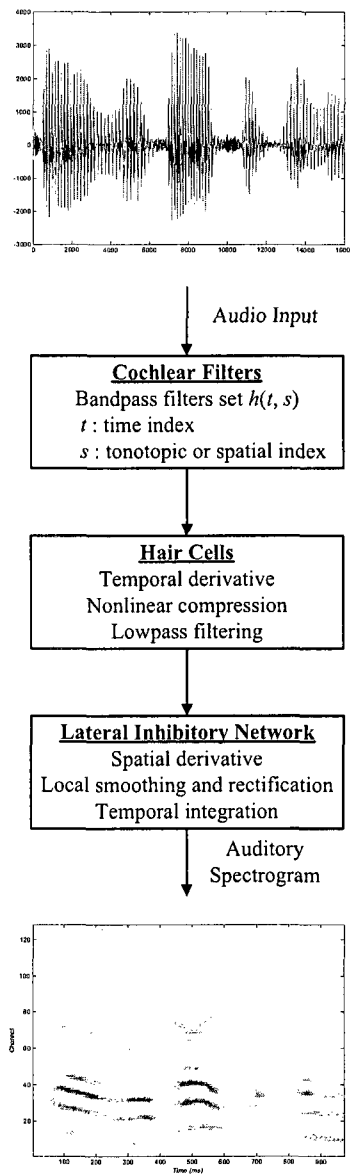 4000
3000
2000
1000
0
-1000
-2000
-3000
0 2000 4000 6000 8000 10000 12000 14000 16000
Audio Input
Cochlear Filters
Bandpass filters set h(t, s)
t : time index
s : tonotopic or spatial index
Hair Cells
Temporal derivative
Nonlinear compression
Lowpass filtering
Lateral Inhibitory Network
Spatial derivative
Local smoothing and rectification
Temporal integration
Auditory
Spectrogram
120
100
80
Channel
60
40
20
100 200 300 400 500 600 700 800 900
Time (ms)